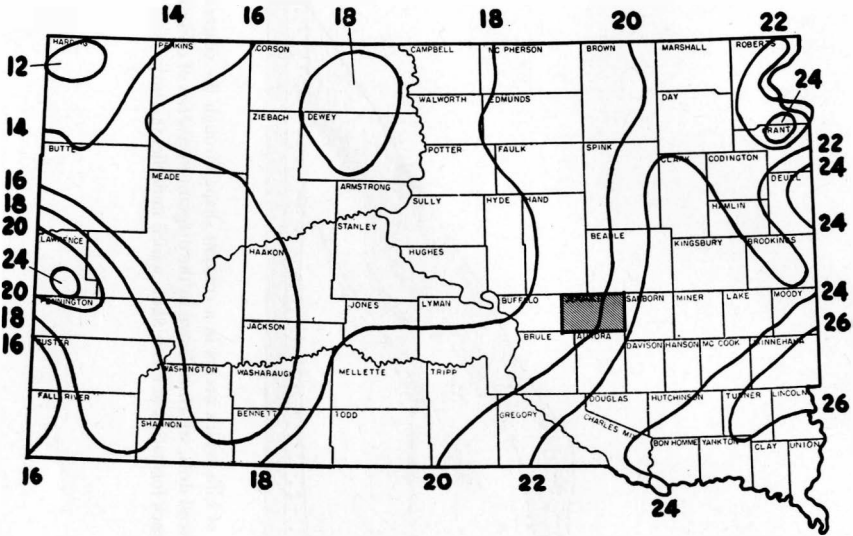 14 16 18 18 20 22
HARDING PERKINS CORSON CAMPBELL MC PHERSON BROWN MARSHALL ROBERTS
12
24
WALWORTH EDMUNDS DAY
ZIEBACH DEWEY GRANT
14
BUTTE POTTER FAULK SPINK 22
CLARK CODINGTON 24
MEADE DEUEL
16
ARMSTRONG
18 SULLY HYDE HAND HAMLIN
20 STANLEY 24
LAWRENCE BEADLE KINGSBURY BROOKINGS
HAAKON HUGHES
24
20
PENNINGTON JONES LYMAN BUFFALO SANBORN MINER LAKE MOODY 24
18 JACKSON 26
16 CUSTER BRULE AURORA
DAVISON HANSON MC COOK MINNEHAHA
WASHINGTON WASHABAUGH MELLETTE TRIPP
FALL RIVER DOUGLAS HUTCHINSON TURNER LINCOLN
26
SHANNON BENNETT TODD GREGORY
CHARLES MIX
BON HOMME YANKTON CLAY UNION
16 18 20 22
24